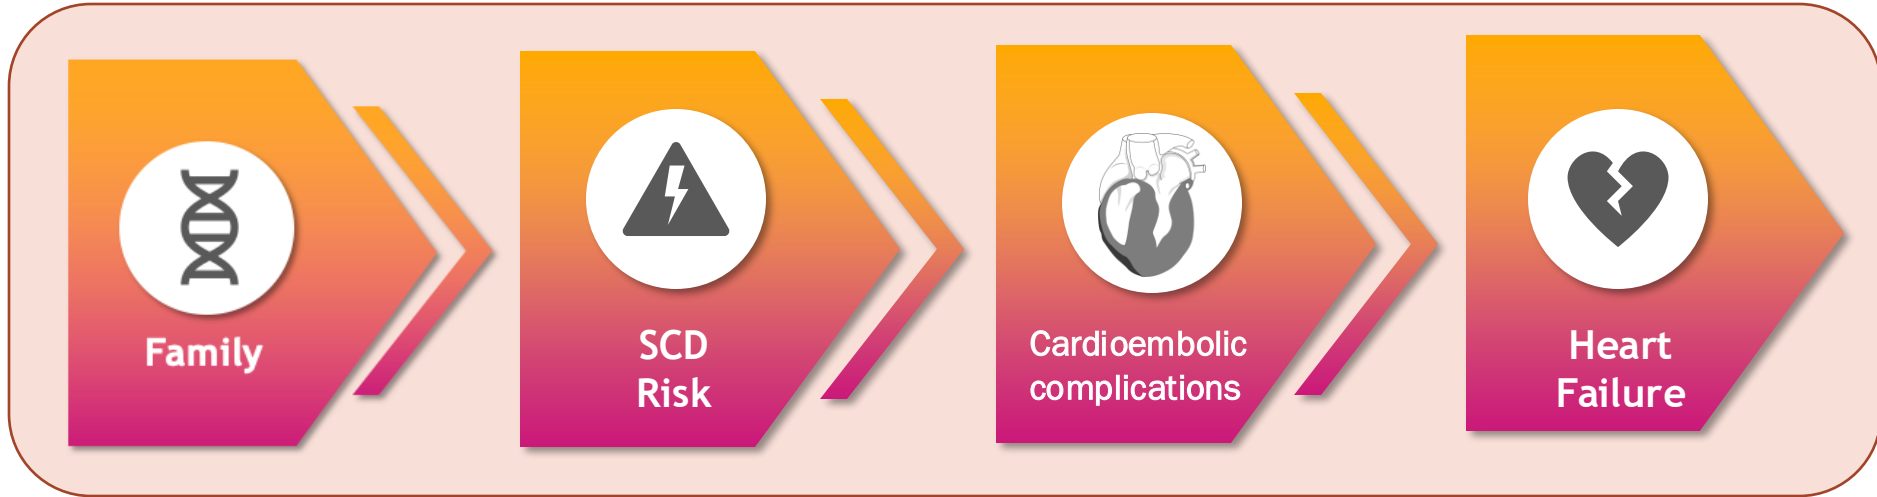 Family
SCD
Risk
Cardioembolic
complications
Heart
Failure